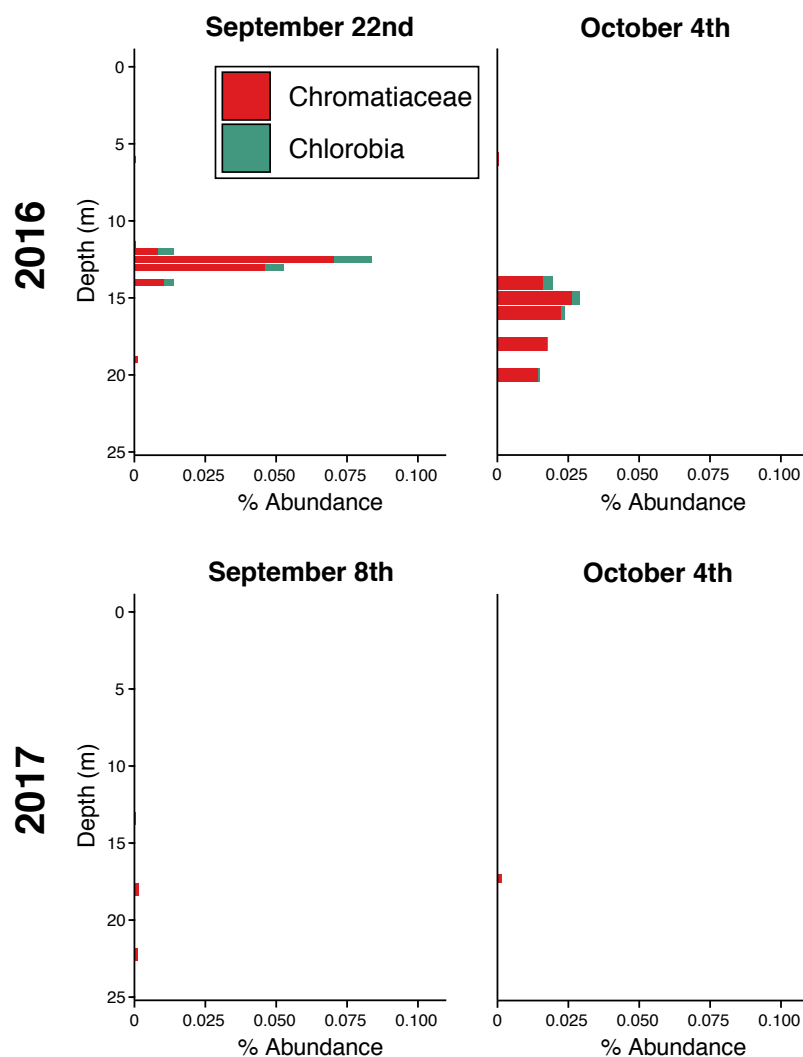 September 22nd
October 4th
Chromatiaceae
Chlorobia
2016
Depth (m)
0
5
10
15
20
25
0 0.025 0.050 0.075 0.100
0 0.025 0.050 0.075 0.100
% Abundance
% Abundance
September 8th
October 4th
2017
Depth (m)
0
5
10
15
20
25
0 0.025 0.050 0.075 0.100
0 0.025 0.050 0.075 0.100
% Abundance
% Abundance